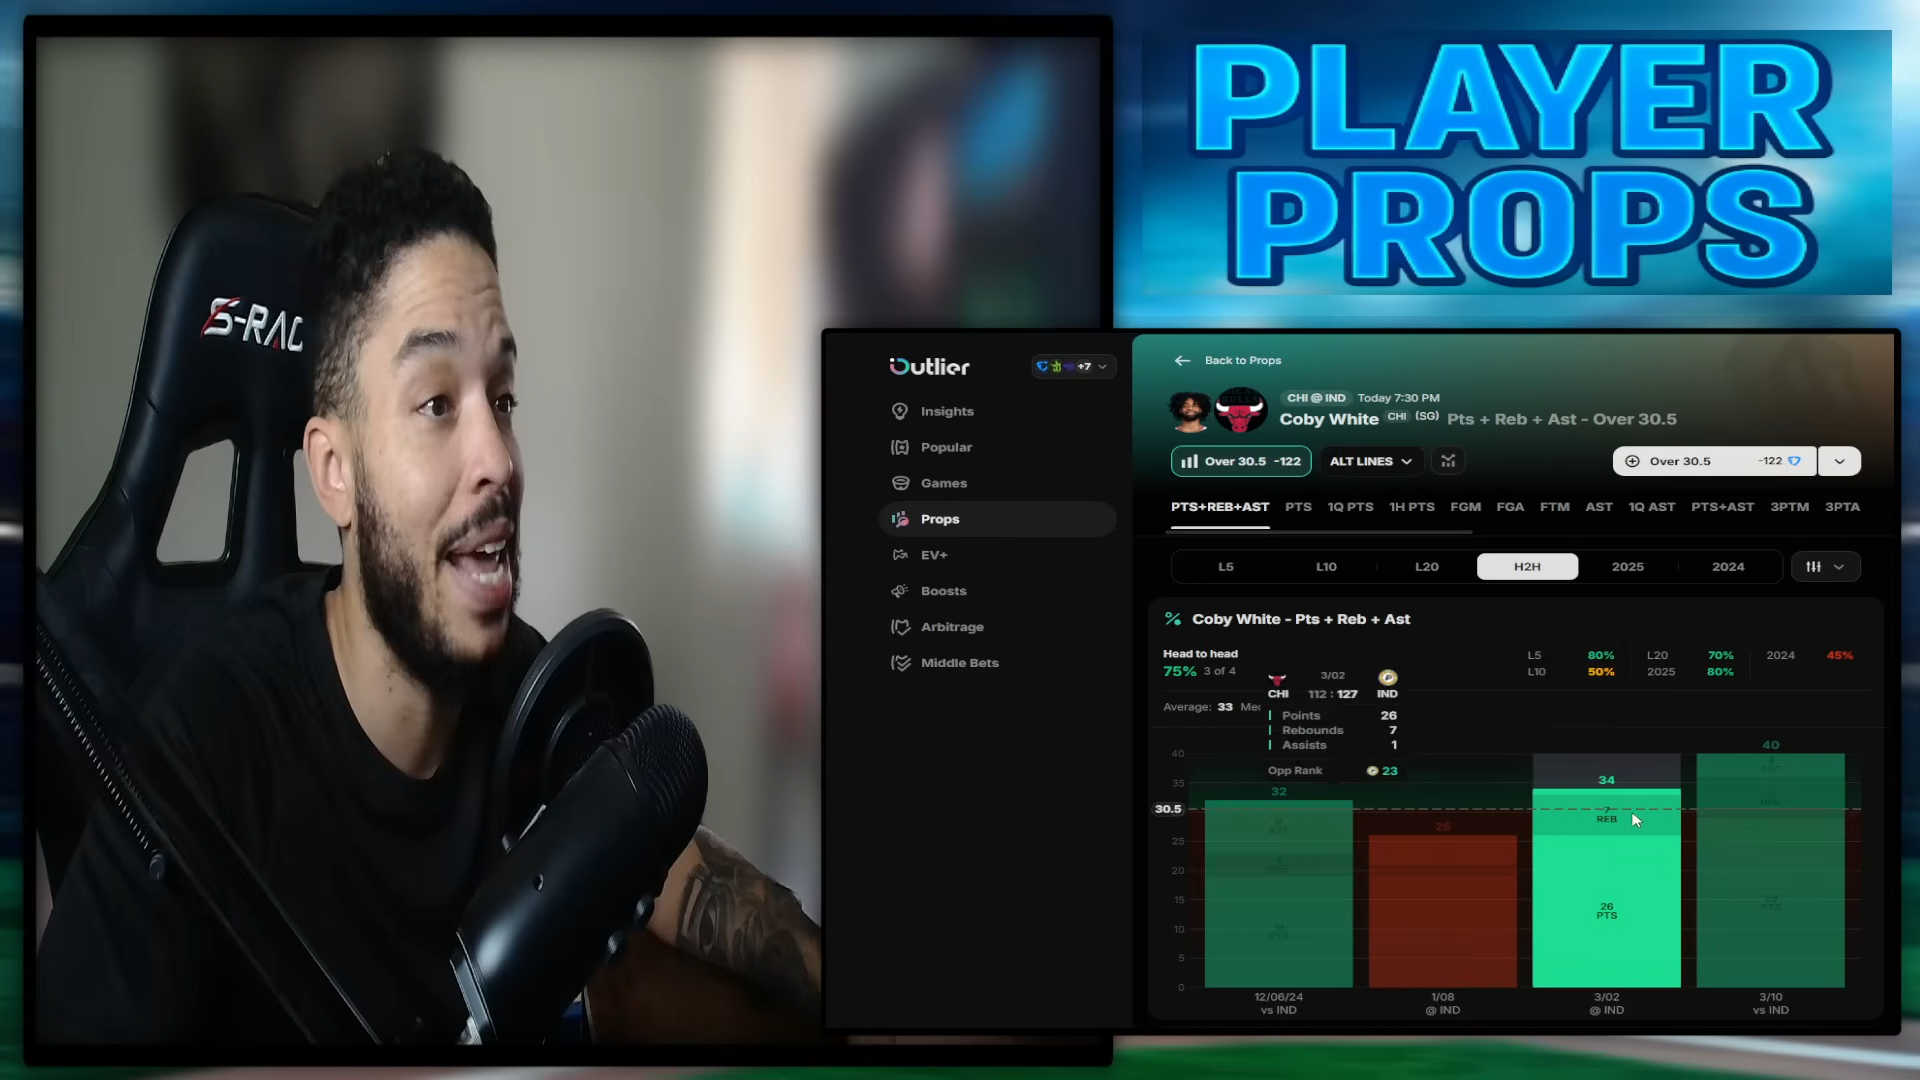 PLAYER
PROPS
S-RAC
Outlier
+7
Insights
Popular
Games
Props
EV+
Boosts
Arbitrage
Middle Bets
Back to Props
CHI @ IND Today 7:30 PM
Coby White CHI (SG) Pts + Reb + Ast - Over 30.5
Over 30.5 -122
ALT LINES
Over 30.5 -122
PTS+REB+AST PTS 1Q PTS 1H PTS FGM FGA FTM AST 1Q AST PTS+AST 3PTM 3PTA
L5 L10 L20 H2H 2025 2024
Coby White - Pts + Reb + Ast
Head to head
75% 3 of 4
L5 80% L20 70% 2024 45%
L10 50% 2025 80%
Average: 33
3/02
CHI 112 : 127 IND
Points 26
Rebounds 7
Assists 1
Opp Rank 23
40
35
30.5
25
20
15
10
5
0
32
26
34
40
7
REB
26
PTS
12/06/24
vs IND
1/08
@ IND
3/02
@ IND
3/10
vs IND